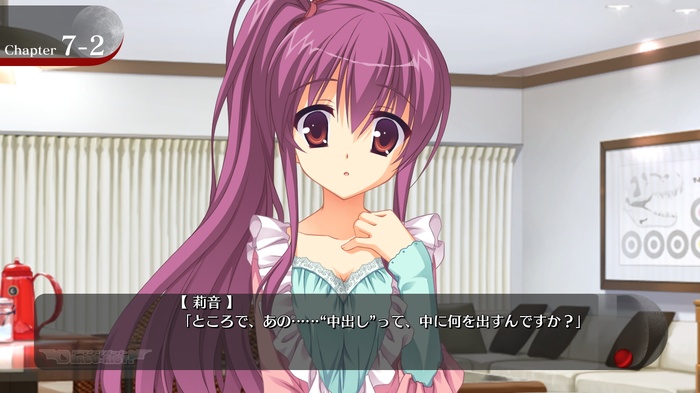 Chapter 7-2
【 莉音 】
「ところで、あの……“中出し”って、中に何を出すんですか？」